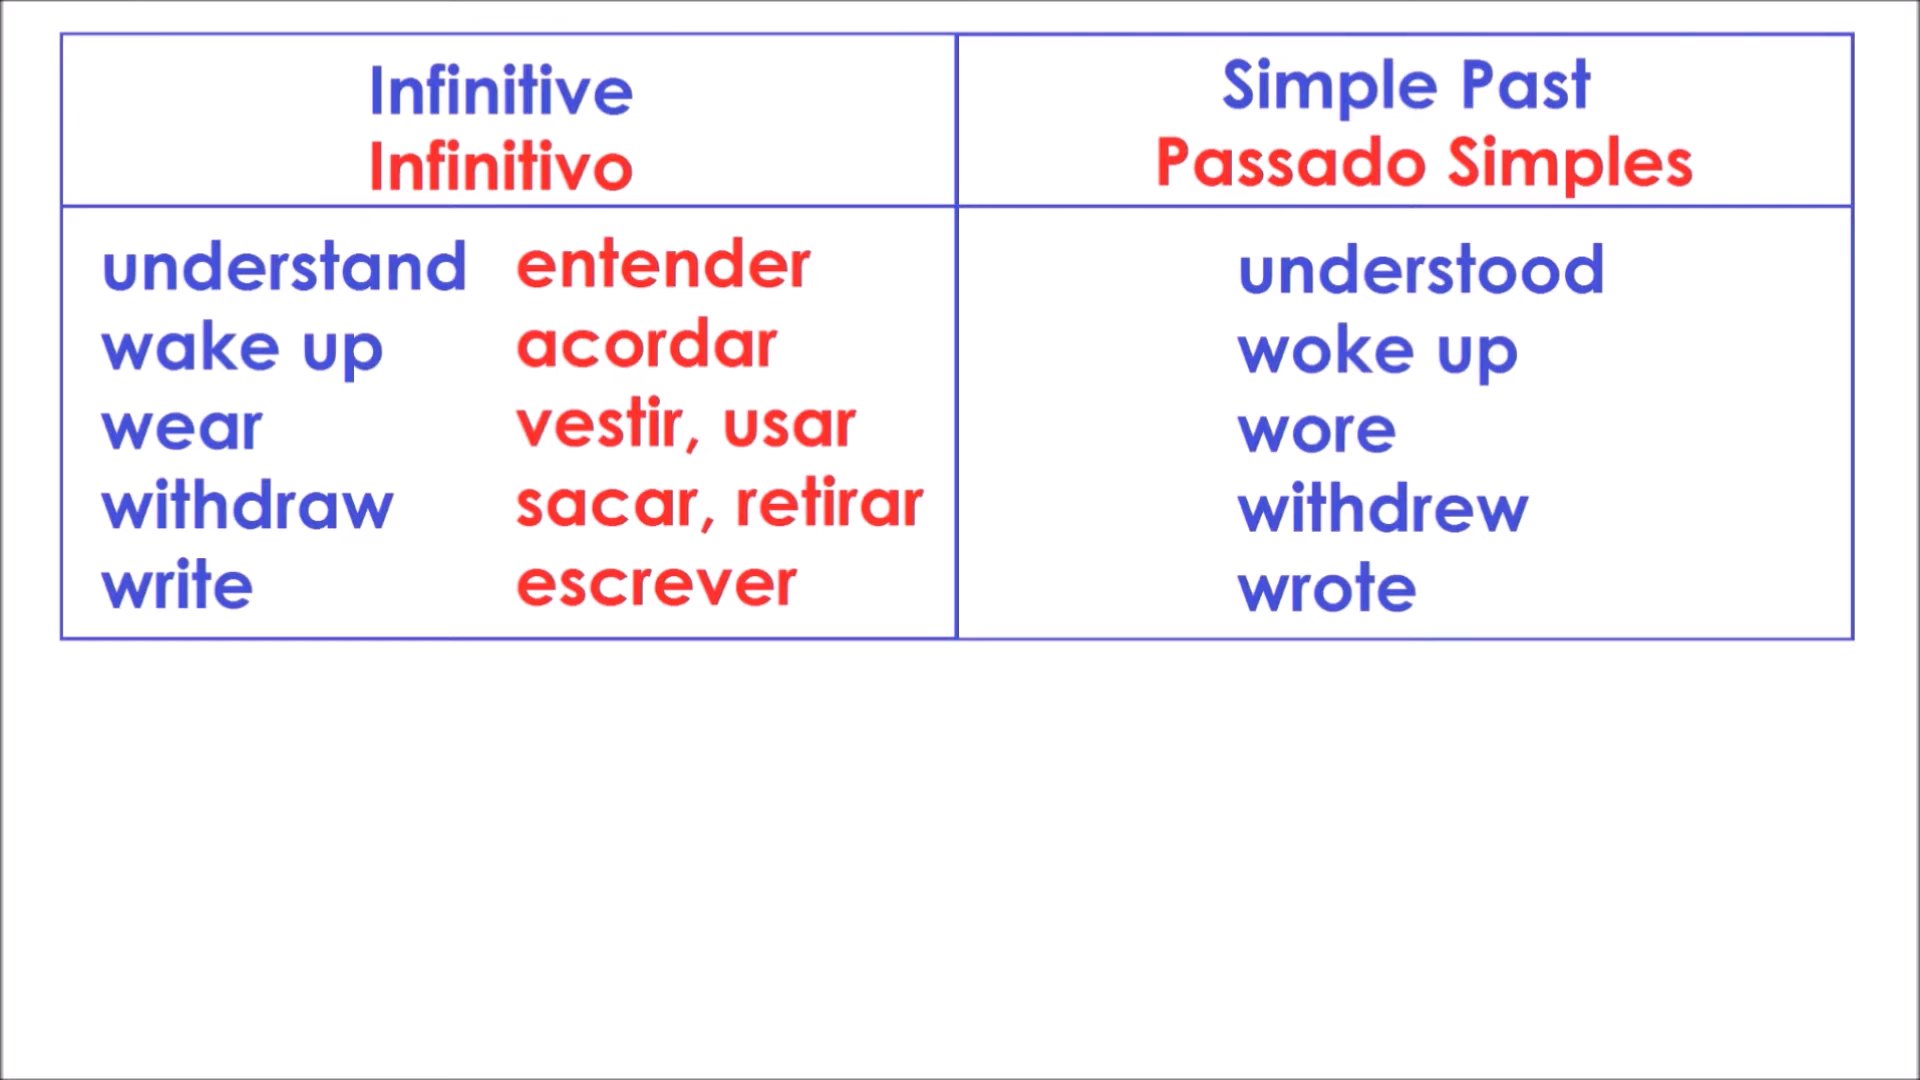 Infinitive
Infinitivo
Simple Past
Passado Simples
understand entender understood
wake up acordar woke up
wear vestir, usar wore
withdraw sacar, retirar withdrew
write escrever wrote